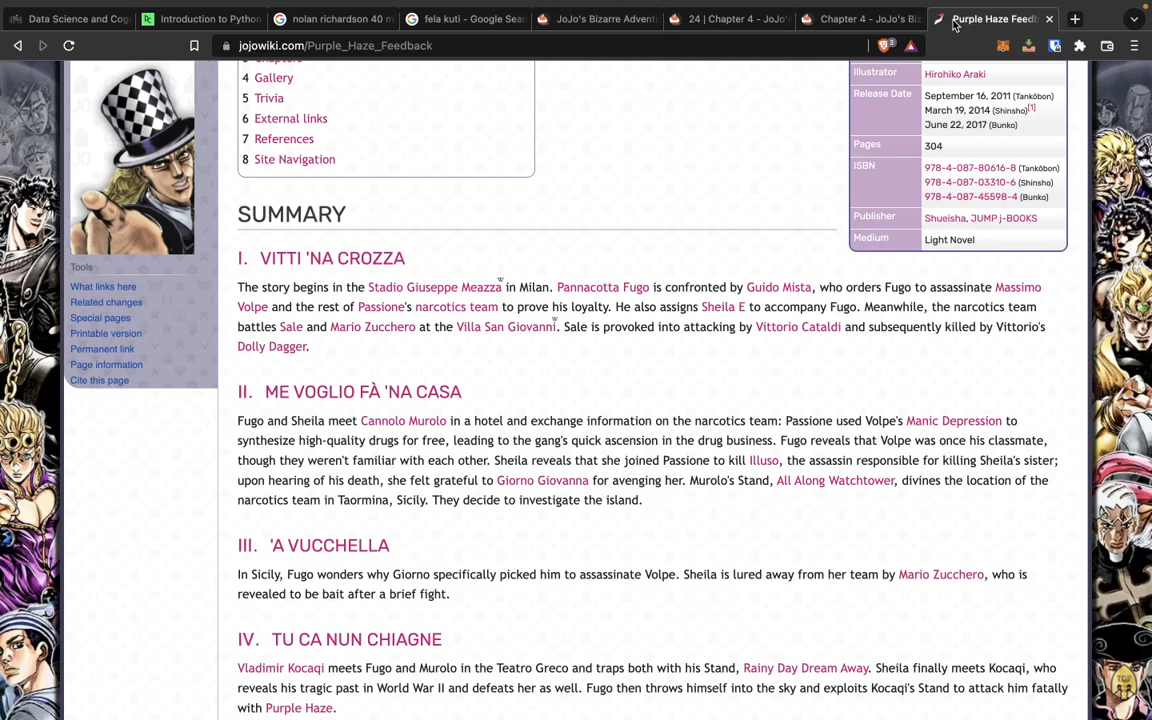 Data Science and Cog
Introduction to Python
nolan richardson 40 m
fela kuti - Google Sear
JoJo's Bizarre Adventu
24 | Chapter 4 - JoJo's
Chapter 4 - JoJo's Biz
Purple Haze Feedb
jojowiki.com/Purple_Haze_Feedback
3
Chapters
4 Gallery
5 Trivia
6 External links
7 References
8 Site Navigation
Illustrator Hirohiko Araki
Release Date September 16, 2011 (Tankōbon)
March 19, 2014 (Shinsho)[1]
June 22, 2017 (Bunko)
Pages 304
ISBN 978-4-087-80616-8 (Tankōbon)
978-4-087-03310-6 (Shinsho)
978-4-087-45598-4 (Bunko)
Publisher Shueisha, JUMP j-BOOKS
Medium Light Novel
Tools
What links here
Related changes
Special pages
Printable version
Permanent link
Page information
Cite this page
SUMMARY
I. VITTI 'NA CROZZA
The story begins in the Stadio Giuseppe Meazza w in Milan. Pannacotta Fugo is confronted by Guido Mista, who orders Fugo to assassinate Massimo
Volpe and the rest of Passione's narcotics team to prove his loyalty. He also assigns Sheila E to accompany Fugo. Meanwhile, the narcotics team
battles Sale and Mario Zucchero at the Villa San Giovanni w. Sale is provoked into attacking by Vittorio Cataldi and subsequently killed by Vittorio's
Dolly Dagger.
II. ME VOGLIO FÀ 'NA CASA
Fugo and Sheila meet Cannolo Murolo in a hotel and exchange information on the narcotics team: Passione used Volpe's Manic Depression to
synthesize high-quality drugs for free, leading to the gang's quick ascension in the drug business. Fugo reveals that Volpe was once his classmate,
though they weren't familiar with each other. Sheila reveals that she joined Passione to kill Illuso, the assassin responsible for killing Sheila's sister;
upon hearing of his death, she felt grateful to Giorno Giovanna for avenging her. Murolo's Stand, All Along Watchtower, divines the location of the
narcotics team in Taormina, Sicily. They decide to investigate the island.
III. 'A VUCCHELLA
In Sicily, Fugo wonders why Giorno specifically picked him to assassinate Volpe. Sheila is lured away from her team by Mario Zucchero, who is
revealed to be bait after a brief fight.
IV. TU CA NUN CHIAGNE
Vladimir Kocaqi meets Fugo and Murolo in the Teatro Greco and traps both with his Stand, Rainy Day Dream Away. Sheila finally meets Kocaqi, who
reveals his tragic past in World War II and defeats her as well. Fugo then throws himself into the sky and exploits Kocaqi's Stand to attack him fatally
with Purple Haze.
TOP